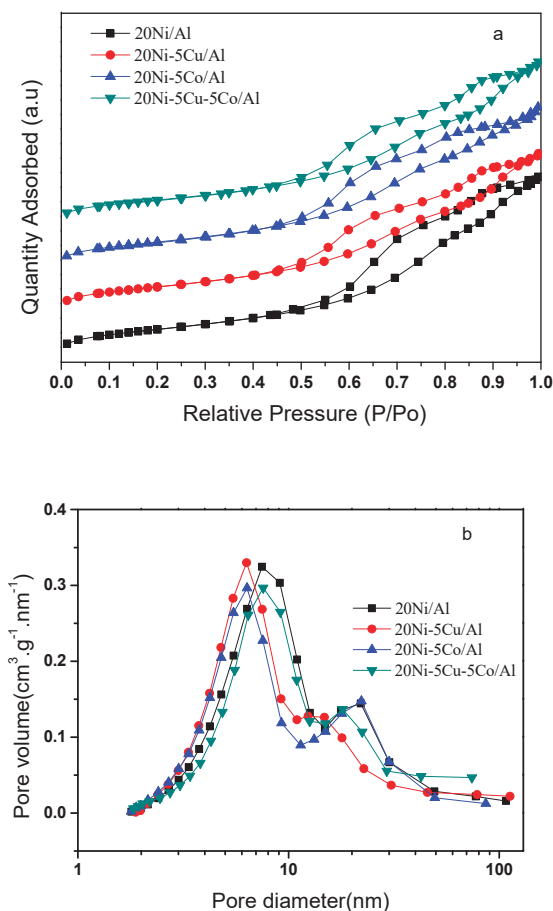 a
20Ni/Al
20Ni-5Cu/Al
20Ni-5Co/Al
20Ni-5Cu-5Co/Al
Quantity Adsorbed (a.u)
0.0 0.1 0.2 0.3 0.4 0.5 0.6 0.7 0.8 0.9 1.0
Relative Pressure (P/Po)
b
20Ni/Al
20Ni-5Cu/Al
20Ni-5Co/Al
20Ni-5Cu-5Co/Al
Pore volume(cm³.g⁻¹.nm⁻¹)
0.4
0.3
0.2
0.1
0.0
1 10 100
Pore diameter(nm)